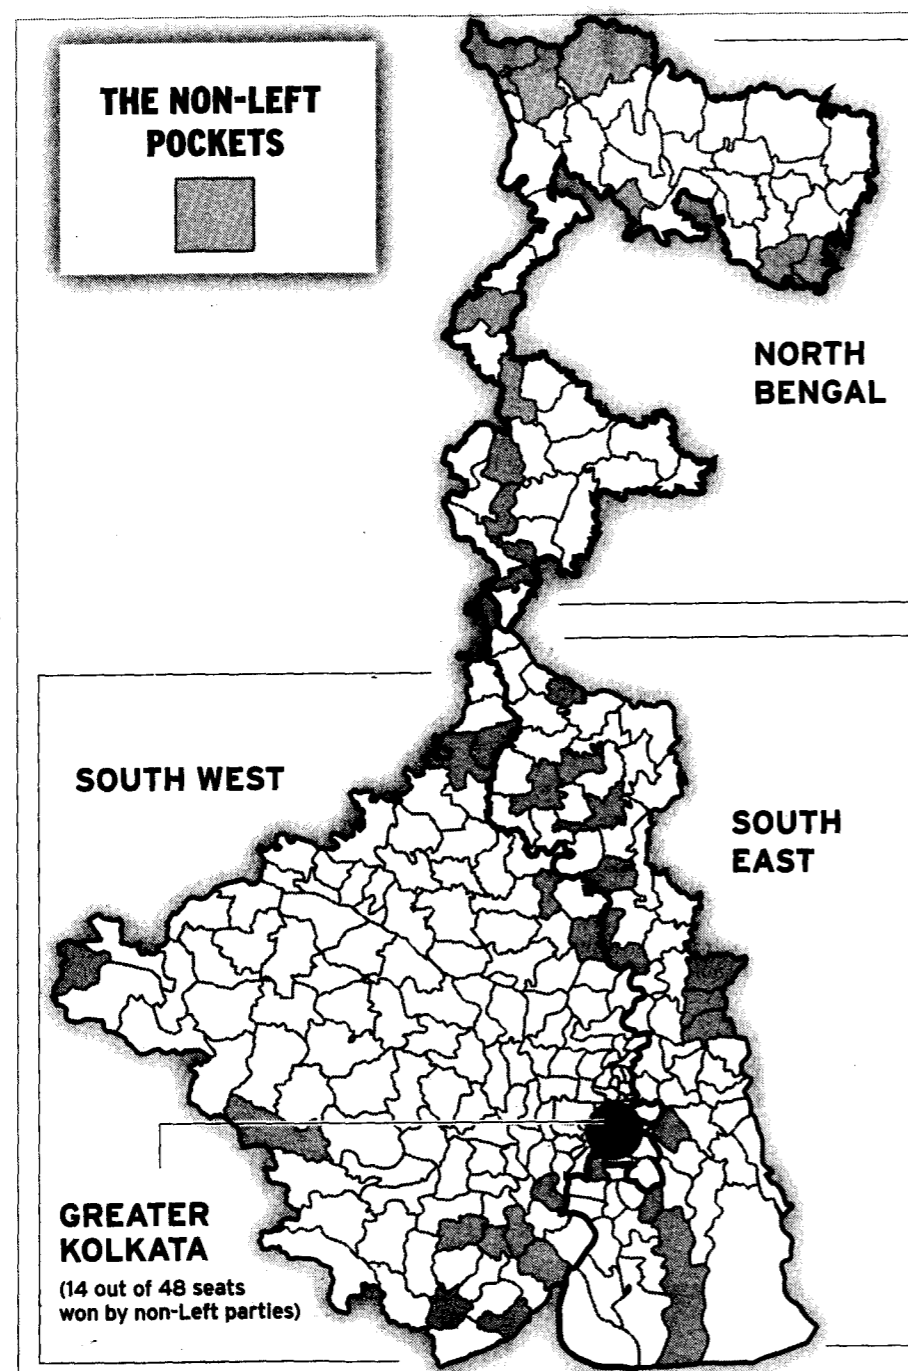 THE NON-LEFT
POCKETS
NORTH
BENGAL
SOUTH WEST
SOUTH
EAST
GREATER
KOLKATA
(14 out of 48 seats
won by non-Left parties)